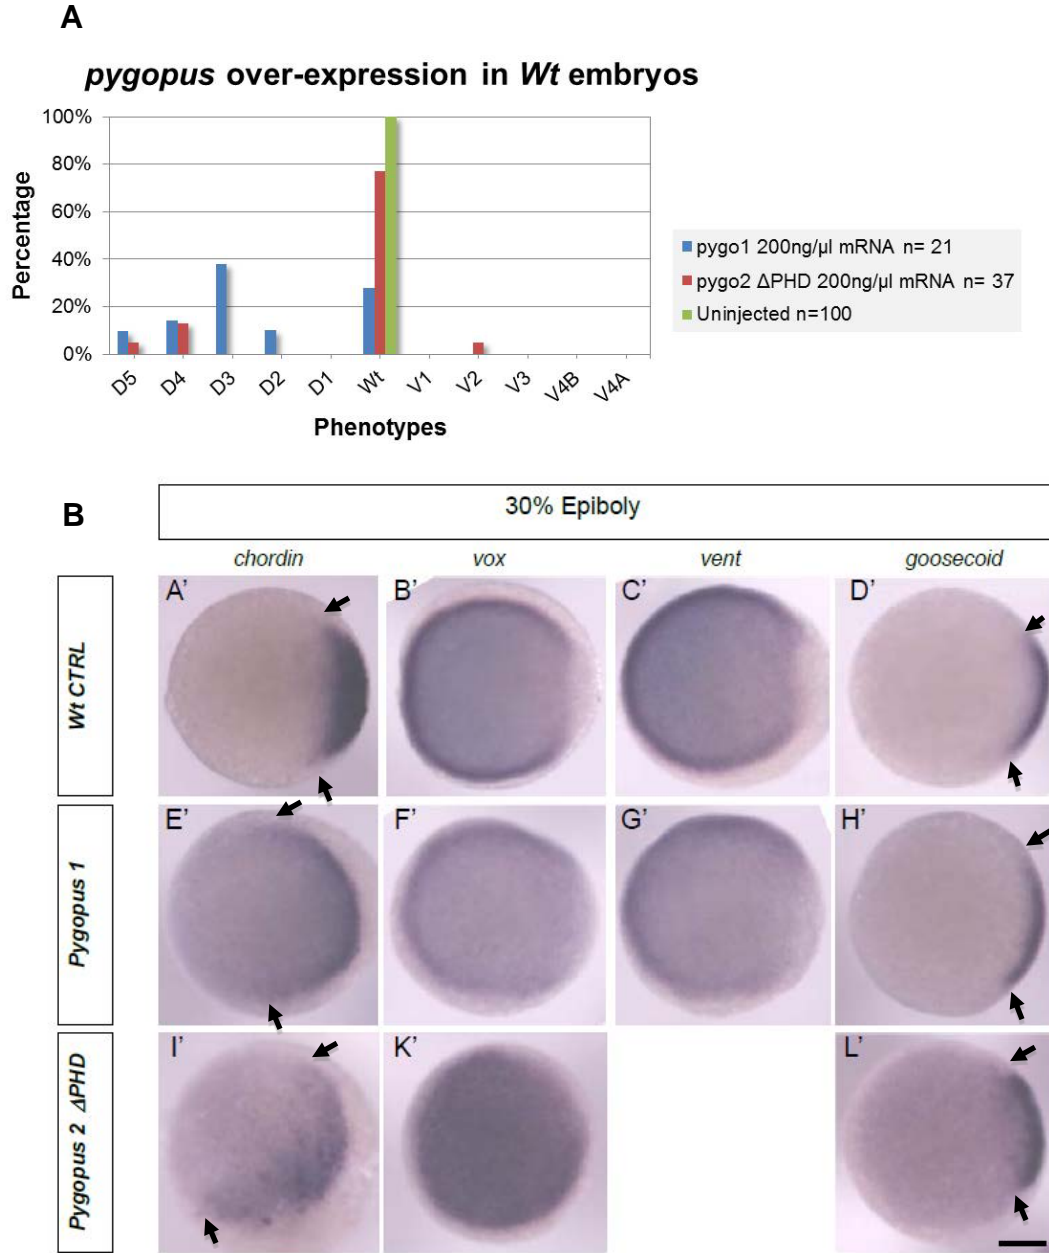 A
pygopus over-expression in Wt embryos
100%
80%
60%
40%
20%
0%
Percentage
D5
D4
D3
D2
D1
Wt
V1
V2
V3
V4B
V4A
Phenotypes
pygo1 200ng/µl mRNA n= 21
pygo2 ΔPHD 200ng/µl mRNA n= 37
Uninjected n=100
B
30% Epiboly
chordin
vox
vent
goosecoid
Wt CTRL
A’
B’
C’
D’
Pygopus 1
E’
F’
G’
H’
Pygopus 2 ΔPHD
I’
K’
L’